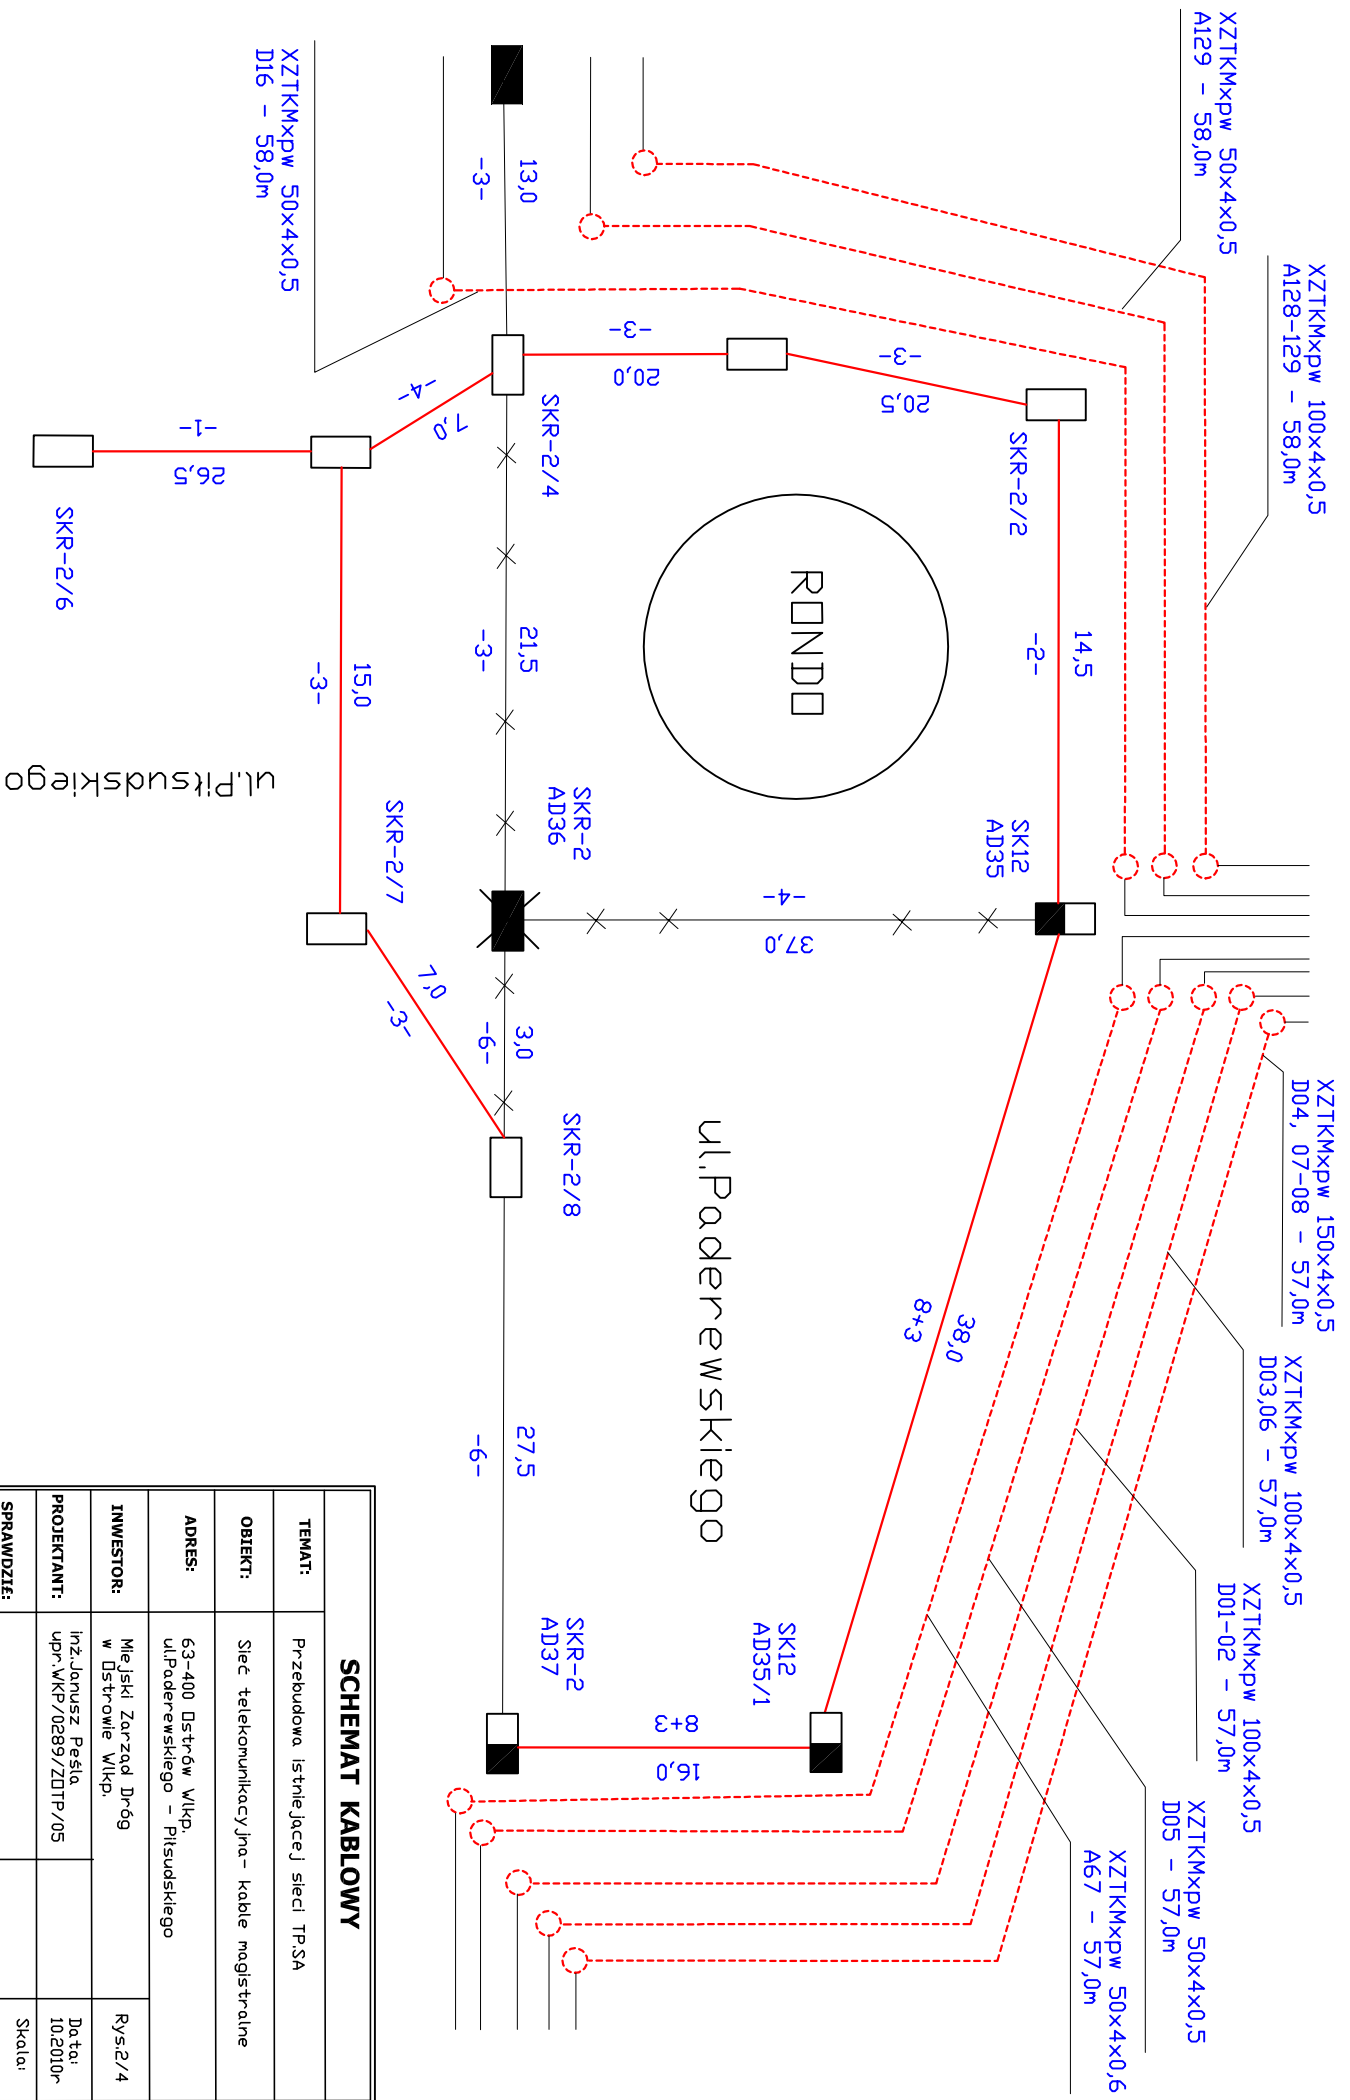 XZTKMxpw 50x4x0,5
A129 - 58,0m
XZTKMxpw 100x4x0,5
A128-129 - 58,0m
XZTKMxpw 50x4x0,5
D16 - 58,0m
13,0
-3-
-3-
20,0
-3-
20,5
SKR-2/2
SKR-2/4
-4-
7,0
-1-
26,5
SKR-2/6
14,5
-2-
RONDO
21,5
-3-
15,0
-3-
ul.Piłsudskiego
SKR-2/7
SKR-2
AD36
SK12
AD35
-4-
37,0
7,0
-3-
3,0
-6-
SKR-2/8
ul.Paderewskiego
38,0
8+3
XZTKMxpw 150x4x0,5
D04, 07-08 - 57,0m
XZTKMxpw 100x4x0,5
D03,06 - 57,0m
XZTKMxpw 100x4x0,5
D01-02 - 57,0m
XZTKMxpw 50x4x0,5
D05 - 57,0m
XZTKMxpw 50x4x0,6
A67 - 57,0m
27,5
-6-
SKR-2
AD37
SK12
AD35/1
8+3
16,0
SCHEMAT KABLOWY
TEMAT: Przebudowa istniejącej sieci TP.SA
OBIEKT: Sieć telekomunikacyjna- kable magistralne
ADRES: 63-400 Ostrów Wlkp.
ul.Paderewskiego - Piłsudskiego
INWESTOR: Miejski Zarząd Dróg
w Ostrowie Wlkp.
Rys.2/4
PROJEKTANT: inż.Janusz Peśla
upr.WKP/0289/ZOTP/05
Data:
10.2010r
SPRAWDZIŁ:
Skala: